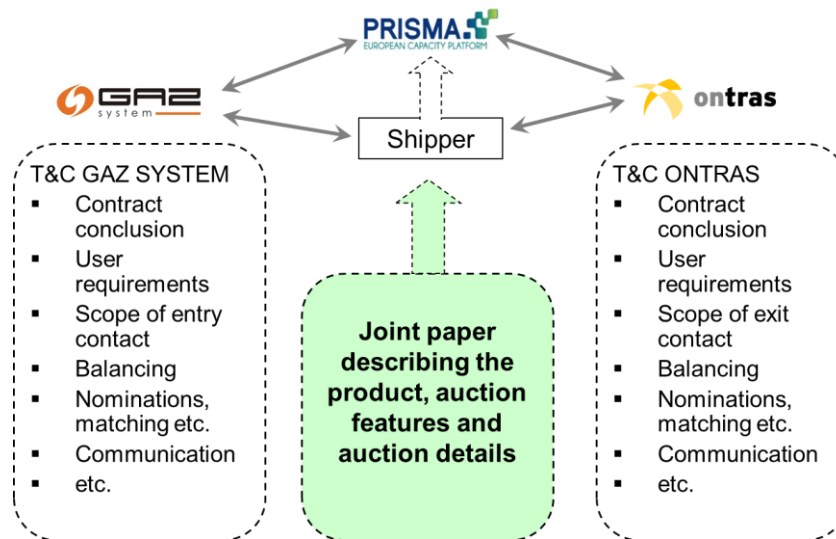 PRISMA
EUROPEAN CAPACITY PLATFORM
GAZ
system
ontras
Shipper
T&C GAZ SYSTEM
▪ Contract
conclusion
▪ User
requirements
▪ Scope of entry
contact
▪ Balancing
▪ Nominations,
matching etc.
▪ Communication
▪ etc.
Joint paper
describing the
product, auction
features and
auction details
T&C ONTRAS
▪ Contract
conclusion
▪ User
requirements
▪ Scope of exit
contact
▪ Balancing
▪ Nominations,
matching etc.
▪ Communication
▪ etc.